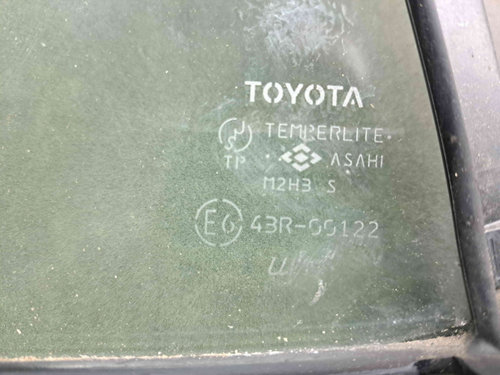 TOYOTA
TEMPERLITE
TP ASAHI
M2H3 S
E6 43R-00122